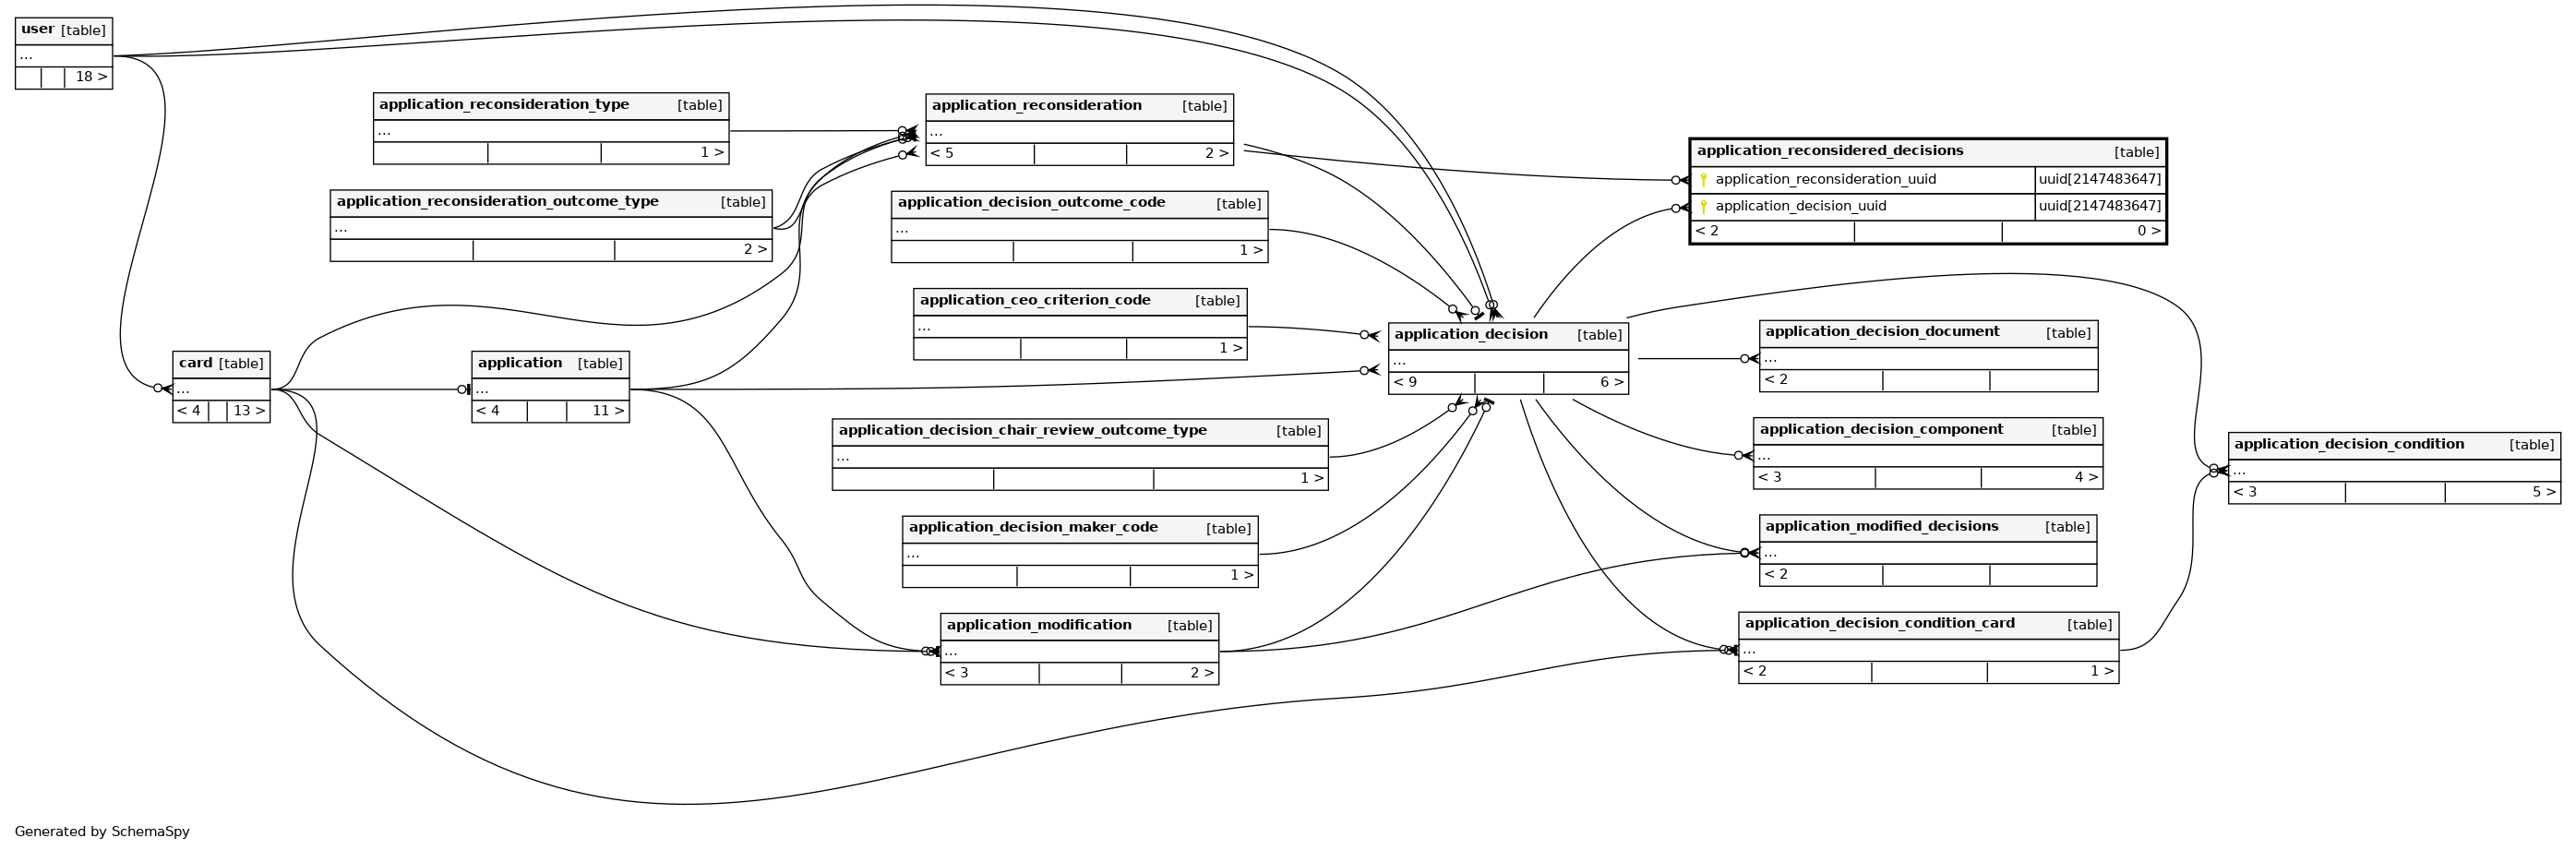 user [table]
...
18 >
application_reconsideration_type [table]
...
1 >
application_reconsideration_outcome_type [table]
...
2 >
card [table]
...
< 4 13 >
application [table]
...
< 4 11 >
application_reconsideration [table]
...
< 5 2 >
application_decision_outcome_code [table]
...
1 >
application_ceo_criterion_code [table]
...
1 >
application_decision_chair_review_outcome_type [table]
...
1 >
application_decision_maker_code [table]
...
1 >
application_modification [table]
...
< 3 2 >
application_decision [table]
...
< 9 6 >
application_reconsidered_decisions [table]
application_reconsideration_uuid uuid[2147483647]
application_decision_uuid uuid[2147483647]
< 2 0 >
application_decision_document [table]
...
< 2
application_decision_component [table]
...
< 3 4 >
application_modified_decisions [table]
...
< 2
application_decision_condition_card [table]
...
< 2 1 >
application_decision_condition [table]
...
< 3 5 >
Generated by SchemaSpy